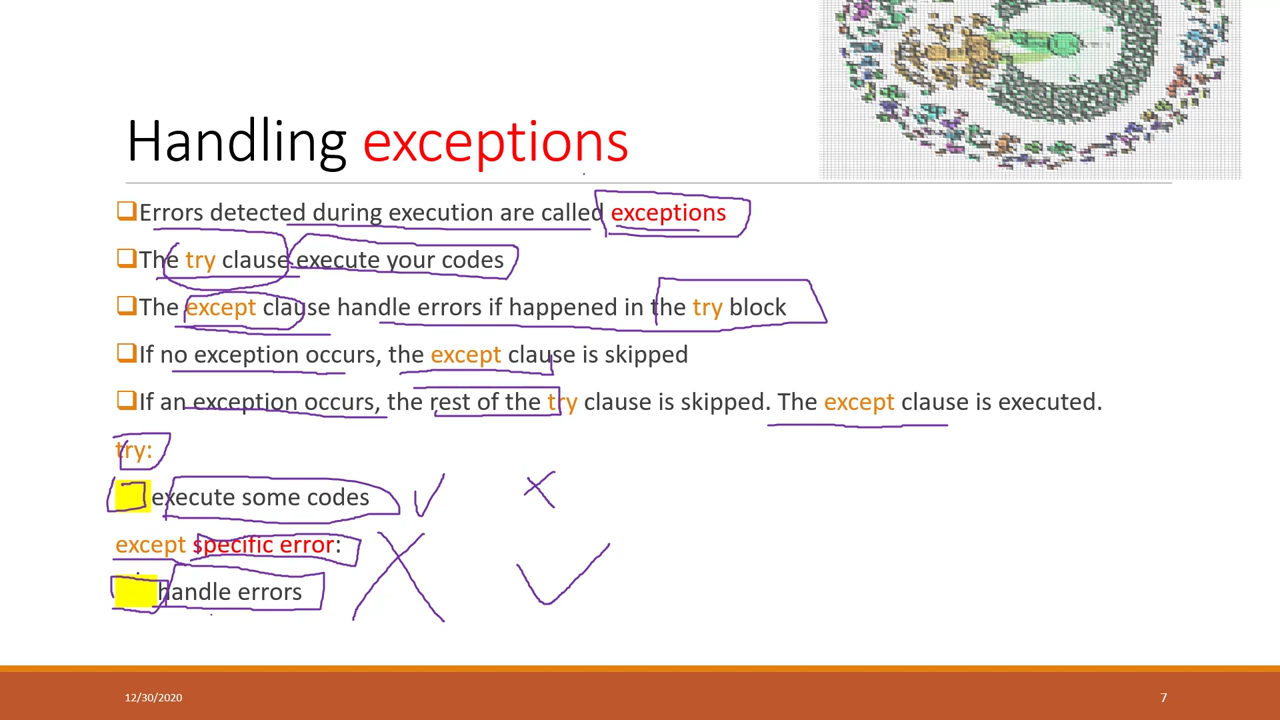 Handling exceptions
Errors detected during execution are called exceptions
The try clause execute your codes
The except clause handle errors if happened in the try block
If no exception occurs, the except clause is skipped
If an exception occurs, the rest of the try clause is skipped. The except clause is executed.
try:
execute some codes
except specific error:
handle errors
12/30/2020
7